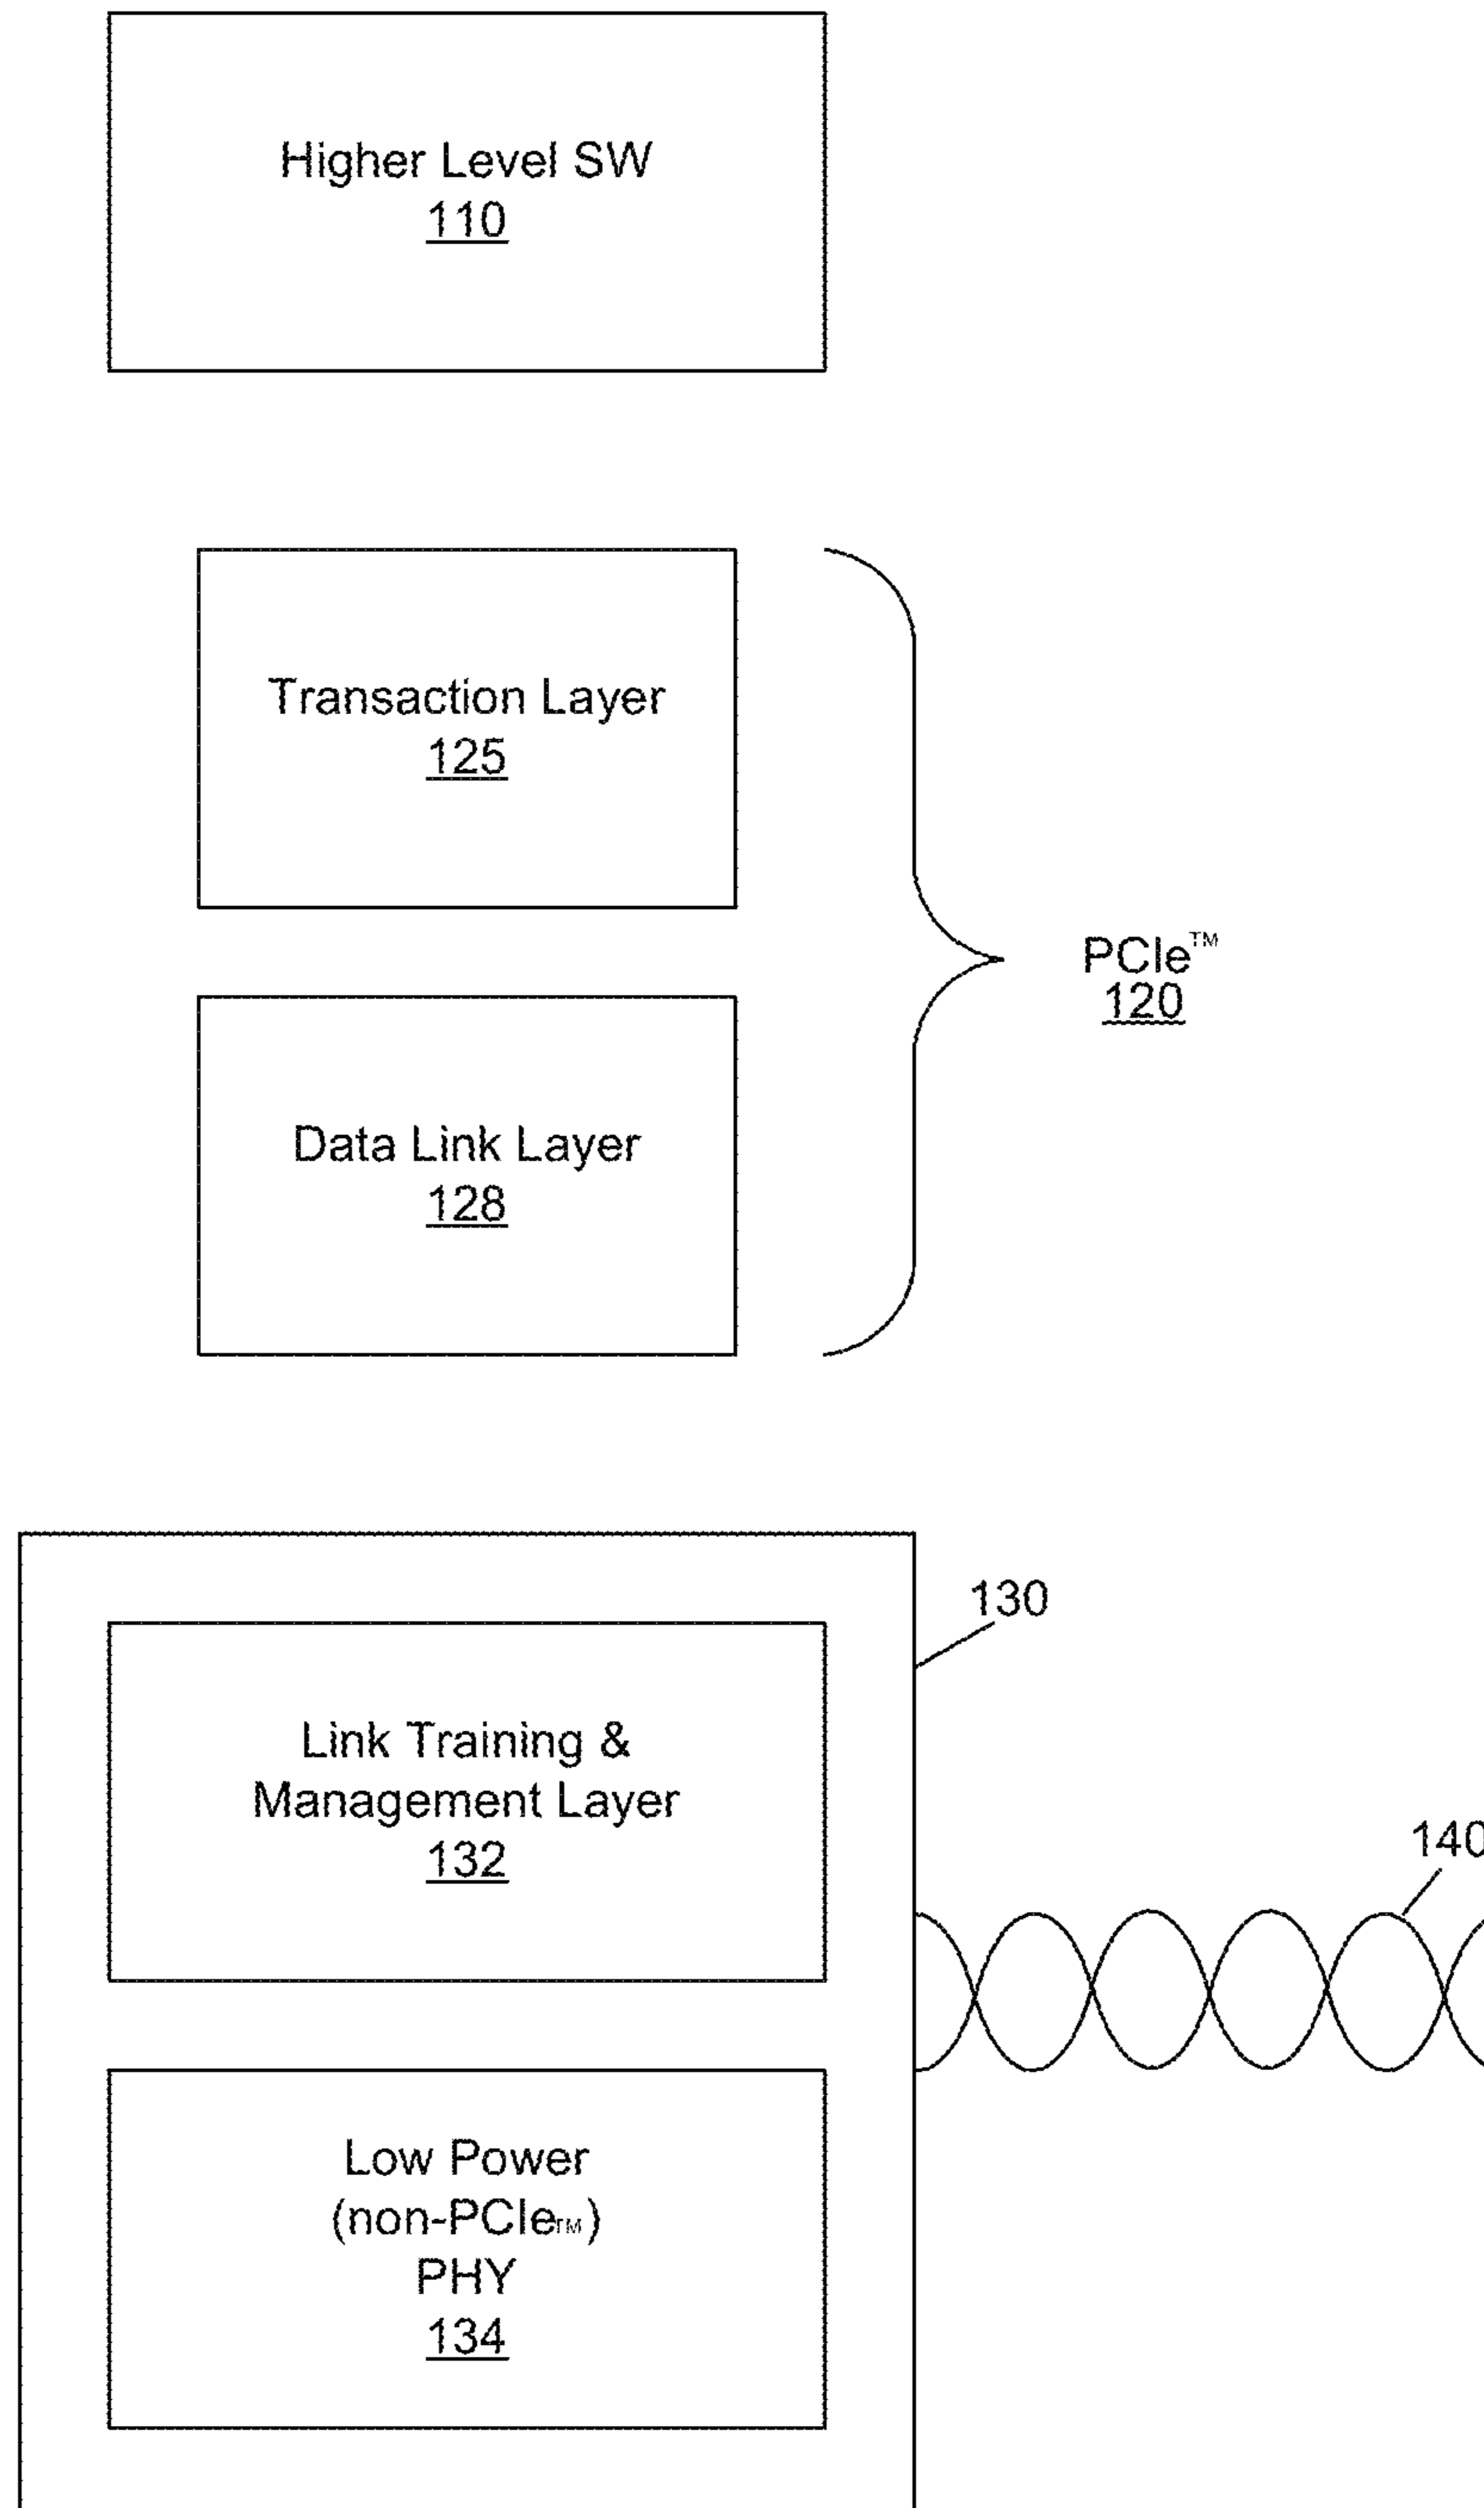 Higher Level SW
110
Transaction Layer
125
PCIe™
120
Data Link Layer
128
130
Link Training &
Management Layer
132
140
Low Power
(non-PCIe™)
PHY
134